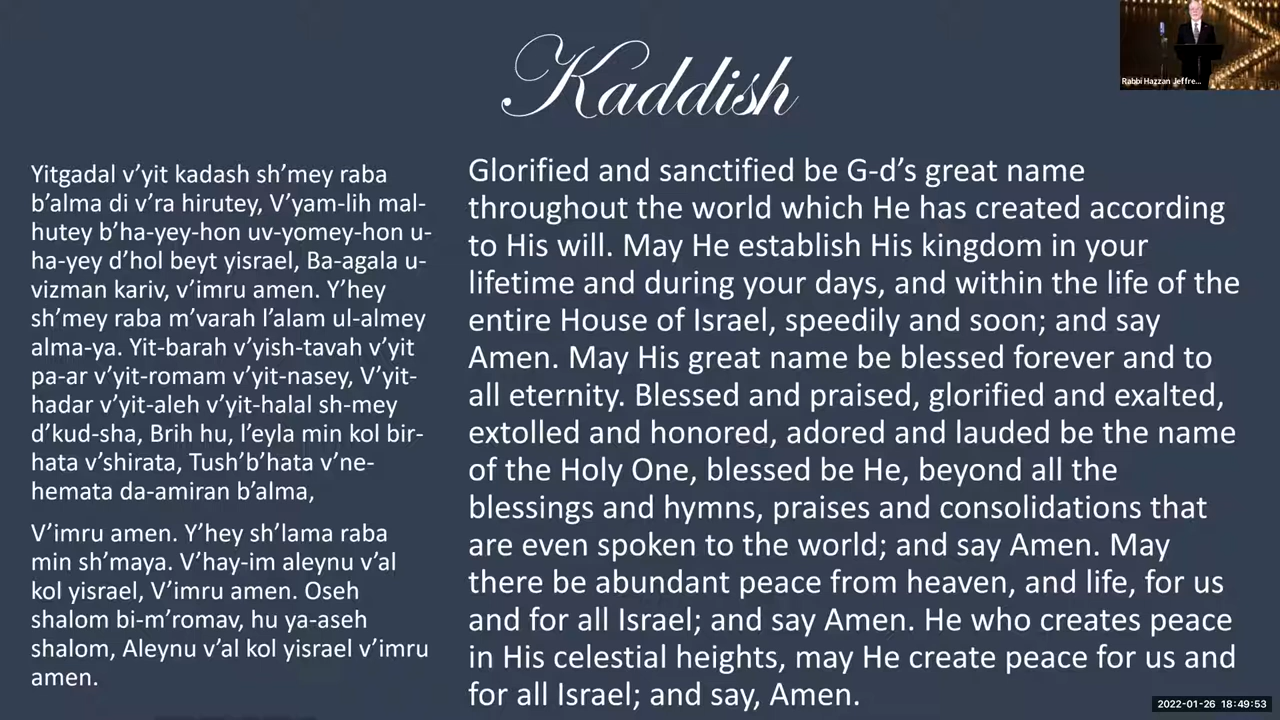 Kaddish
Rabbi Hazzan Jeffre...
Yitgadal v’yit kadash sh’mey raba
b’alma di v’ra hirutey, V’yam-lih mal-
hutey b’ha-yey-hon uv-yomey-hon u-
ha-yey d’hol beyt yisrael, Ba-agala u-
vizman kariv, v’imru amen. Y’hey
sh’mey raba m’varah l’alam ul-almey
alma-ya. Yit-barah v’yish-tavah v’yit
pa-ar v’yit-romam v’yit-nasey, V’yit-
hadar v’yit-aleh v’yit-halal sh-mey
d’kud-sha, Brih hu, l’eyla min kol bir-
hata v’shirata, Tush’b’hata v’ne-
hemata da-amiran b’alma,
V’imru amen. Y’hey sh’lama raba
min sh’maya. V’hay-im aleynu v’al
kol yisrael, V’imru amen. Oseh
shalom bi-m’romav, hu ya-aseh
shalom, Aleynu v’al kol yisrael v’imru
amen.
Glorified and sanctified be G-d’s great name
throughout the world which He has created according
to His will. May He establish His kingdom in your
lifetime and during your days, and within the life of the
entire House of Israel, speedily and soon; and say
Amen. May His great name be blessed forever and to
all eternity. Blessed and praised, glorified and exalted,
extolled and honored, adored and lauded be the name
of the Holy One, blessed be He, beyond all the
blessings and hymns, praises and consolidations that
are even spoken to the world; and say Amen. May
there be abundant peace from heaven, and life, for us
and for all Israel; and say Amen. He who creates peace
in His celestial heights, may He create peace for us and
for all Israel; and say, Amen.
2022-01-26 18:49:53